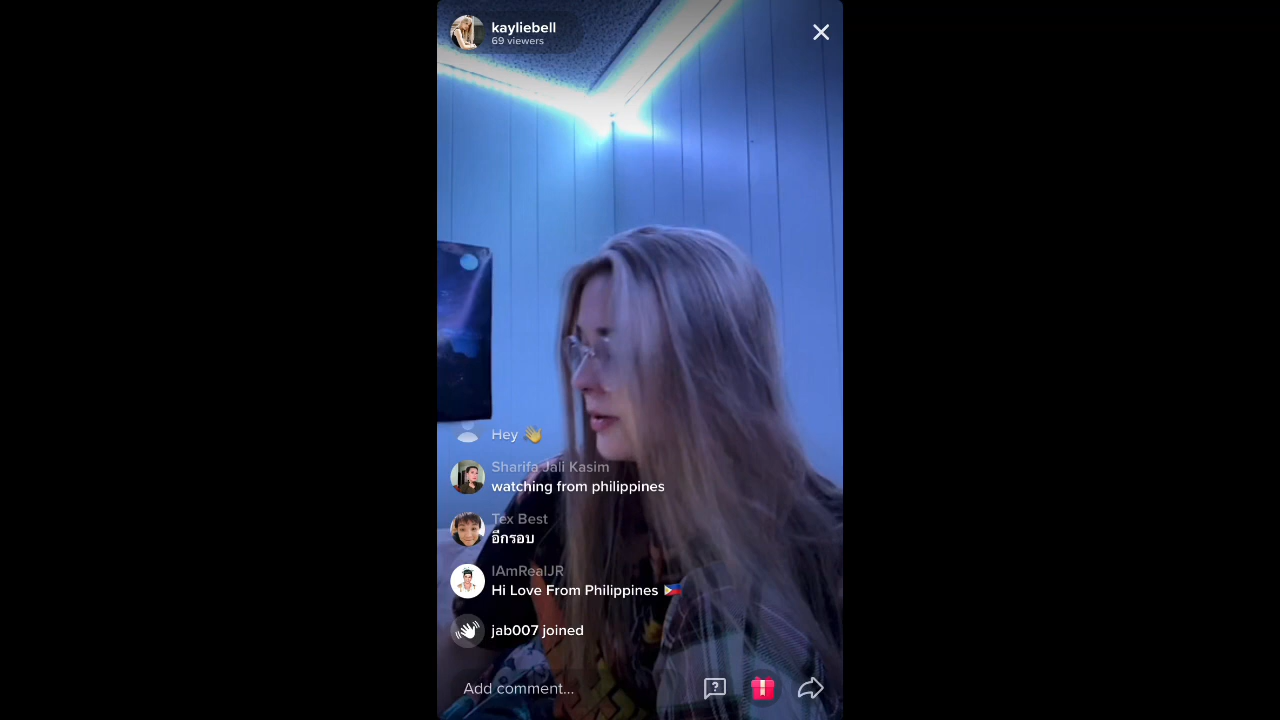 kayliebell
69 viewers
Hey 👋
Sharifa Jali Kasim
watching from philippines
Tex Best
อีกรอบ
IAmRealJR
Hi Love From Philippines 🇵🇭
jab007 joined
Add comment...